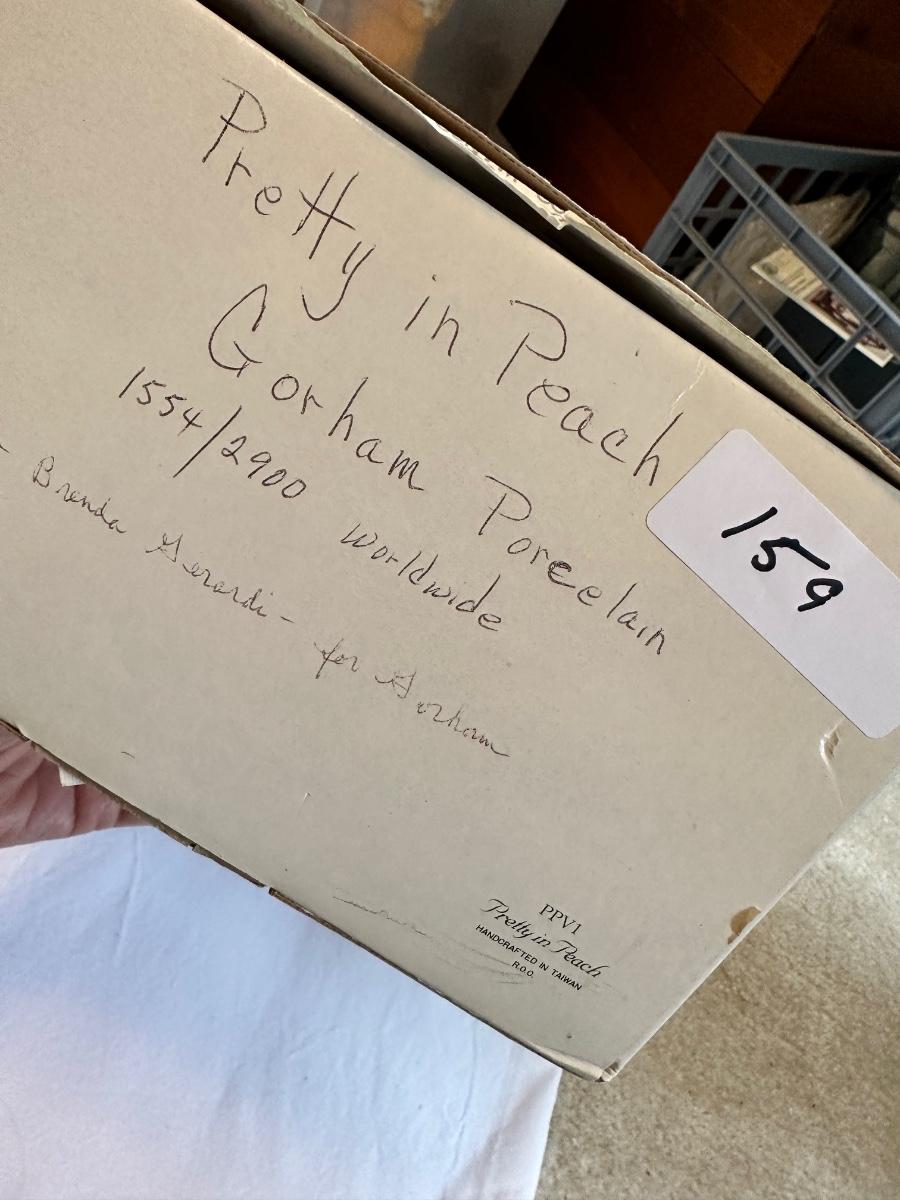 Pretty in Peach
Gorham Porcelain
1554/2900 worldwide
Brenda Gerardi - for Gorham
159
PPV1
Pretty in Peach
HANDCRAFTED IN TAIWAN
R.O.C.